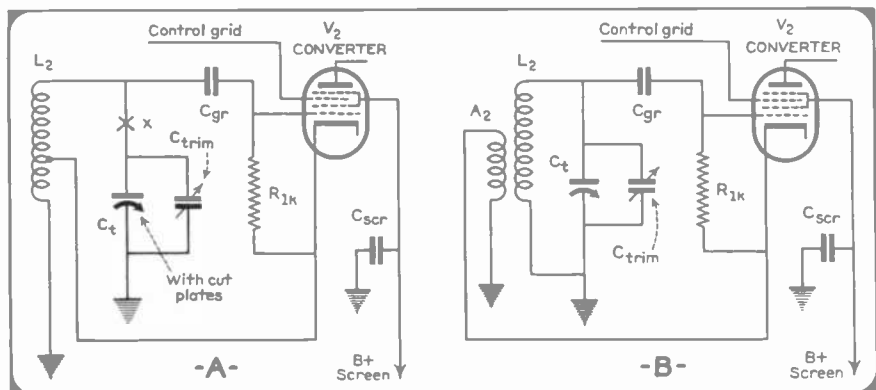 Control grid
V2
CONVERTER
L2
Cgr
x
Ctrim
R1k
Ct
Cscr
With cut
plates
-A-
B+
Screen
Control grid
V2
CONVERTER
L2
A2
Cgr
Ct
R1k
Cscr
Ctrim
-B-
B+
Screen